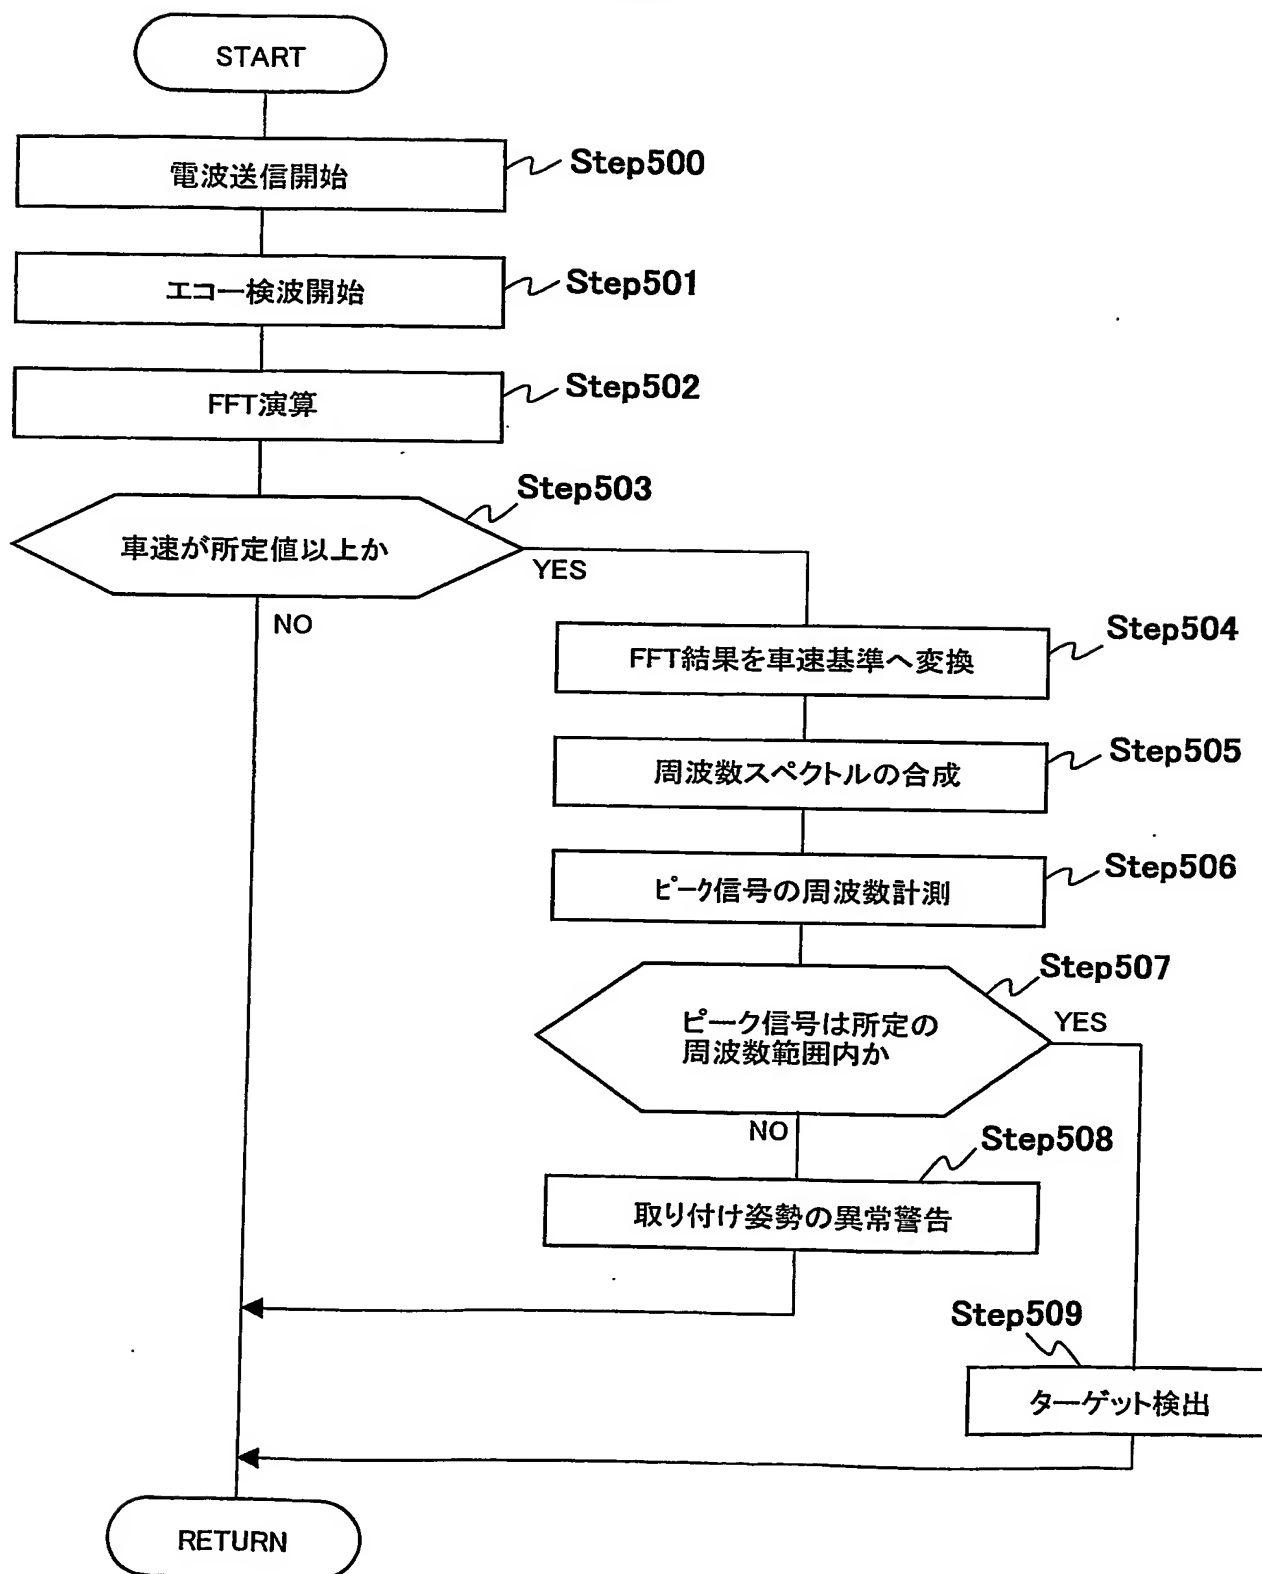 START
電波送信開始
Step500
エコー検波開始
Step501
FFT演算
Step502
Step503
車速が所定値以上か
YES
NO
Step504
FFT結果を車速基準へ変換
Step505
周波数スペクトルの合成
Step506
ピーク信号の周波数計測
Step507
ピーク信号は所定の
周波数範囲内か
YES
NO
Step508
取り付け姿勢の異常警告
Step509
ターゲット検出
RETURN